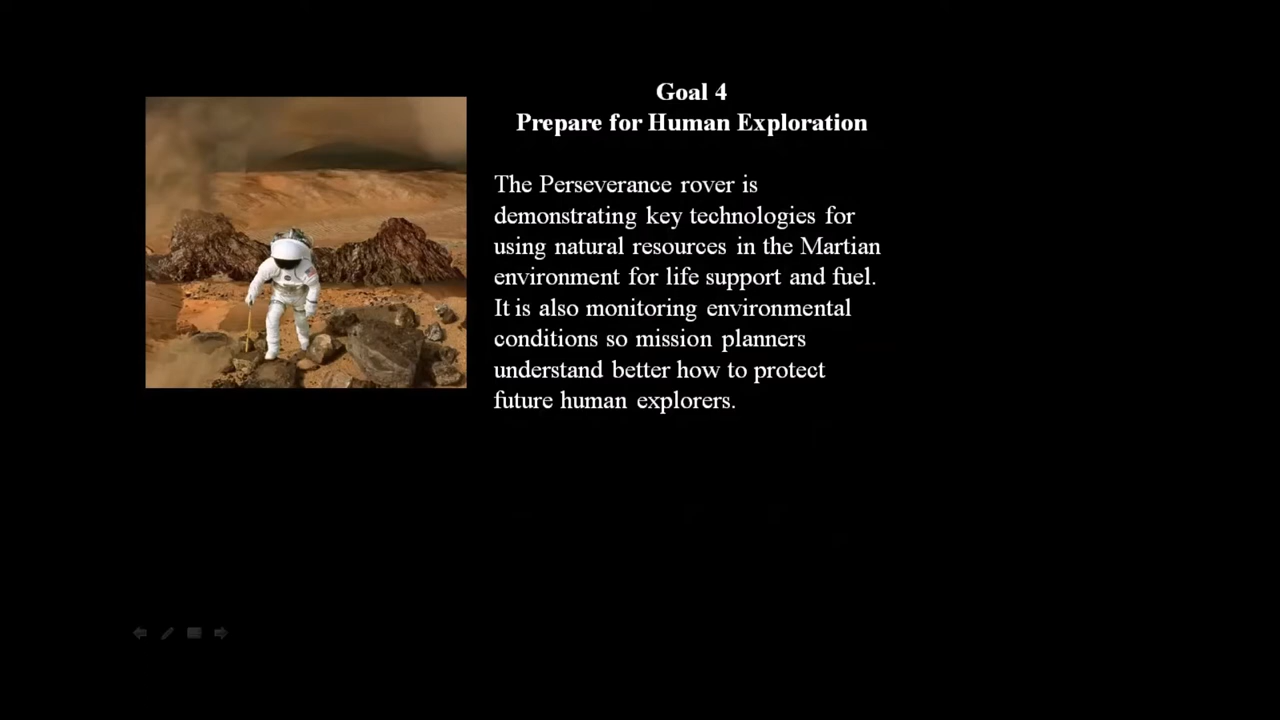 Goal 4
Prepare for Human Exploration
The Perseverance rover is
demonstrating key technologies for
using natural resources in the Martian
environment for life support and fuel.
It is also monitoring environmental
conditions so mission planners
understand better how to protect
future human explorers.